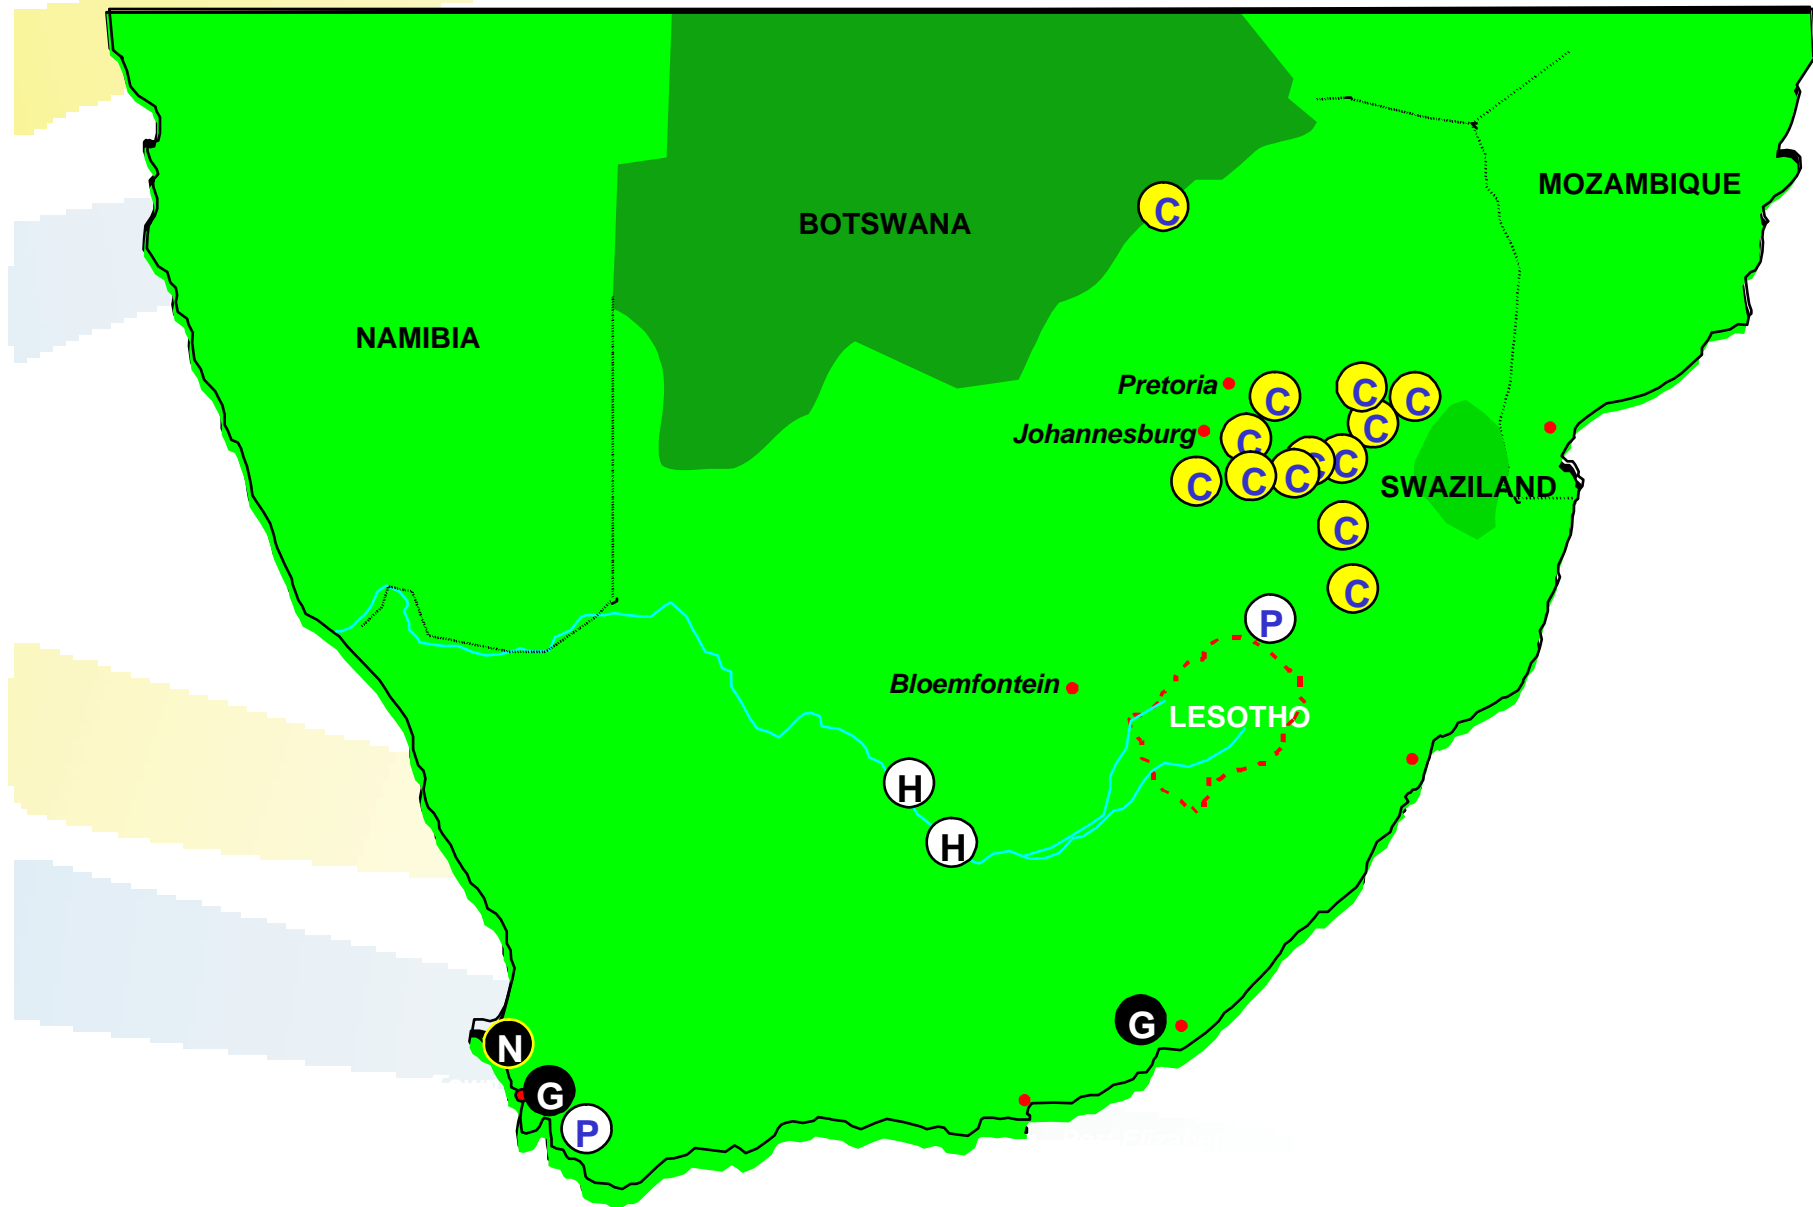 MOZAMBIQUE
C
BOTSWANA
NAMIBIA
Pretoria
C
C
C
C
Johannesburg
C
C
C
C
C
C
C
SWAZILAND
C
C
P
Bloemfontein
LESOTHO
H
H
G
N
G
P